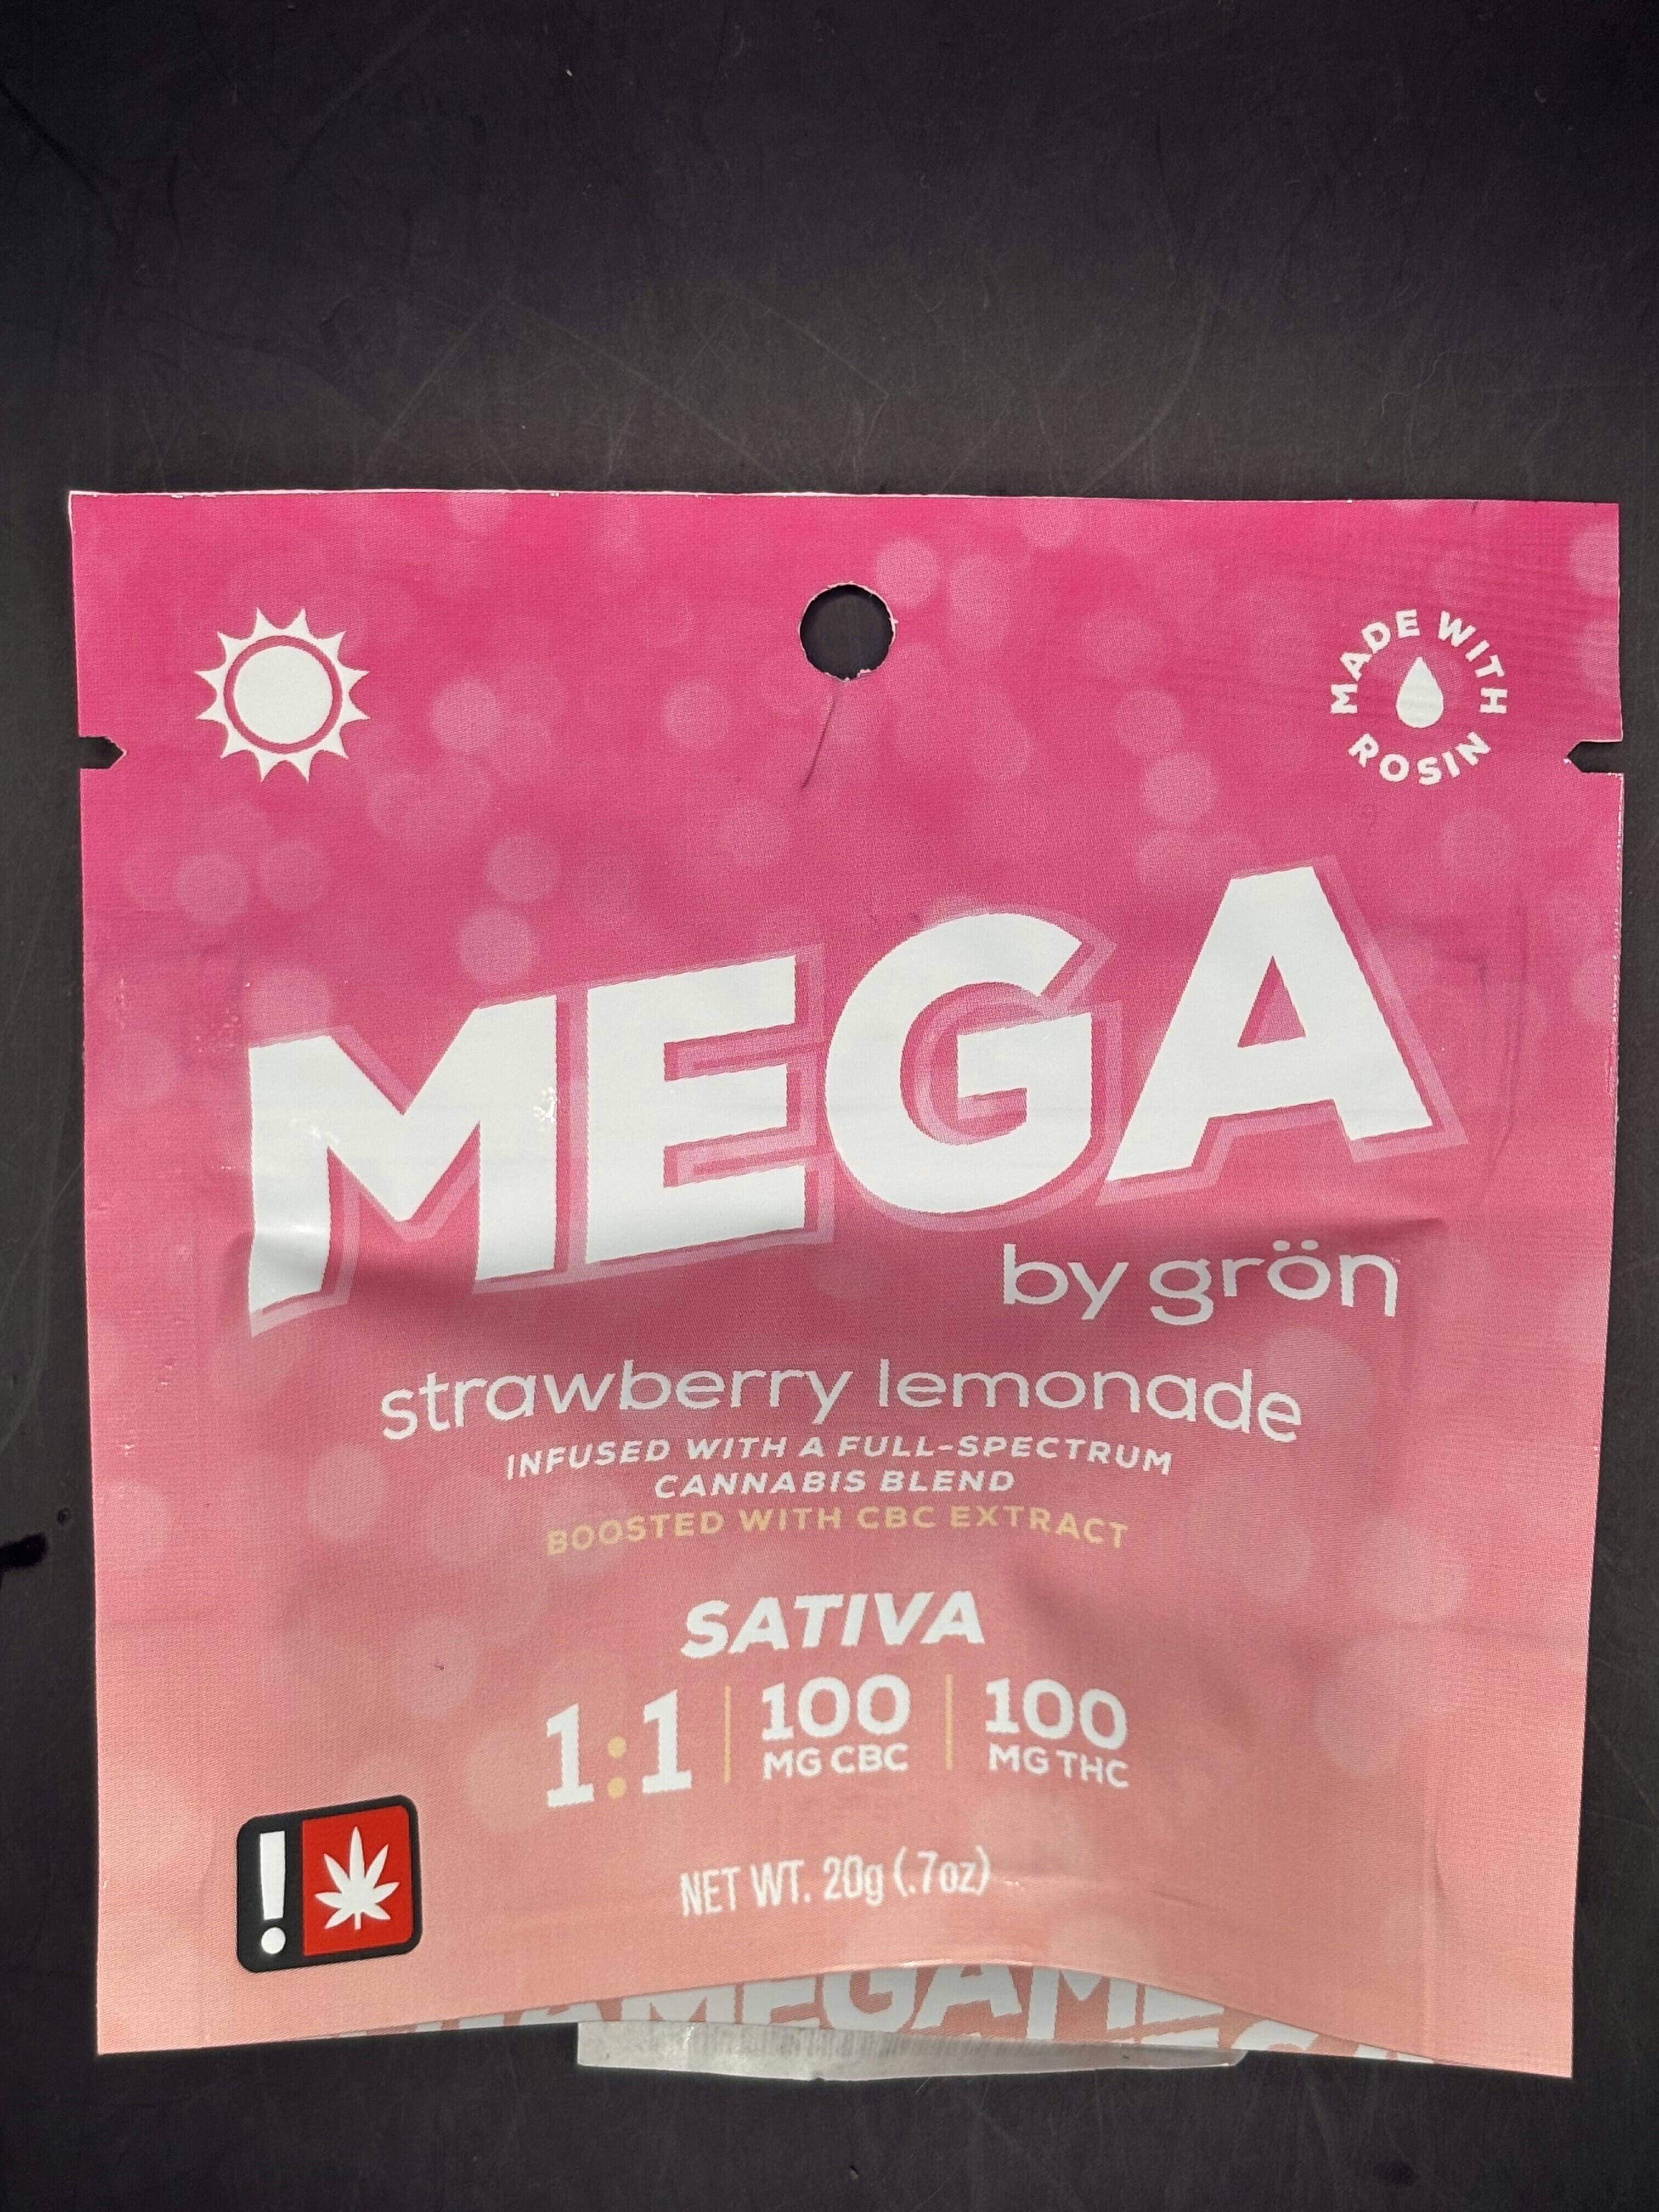 MADE WITH
ROSIN
MEGA
by grön
strawberry lemonade
INFUSED WITH A FULL-SPECTRUM
CANNABIS BLEND
BOOSTED WITH CBC EXTRACT
SATIVA
1:1 100 100
MG CBC MG THC
!
NET WT. 20g (.7oz)
MEGA